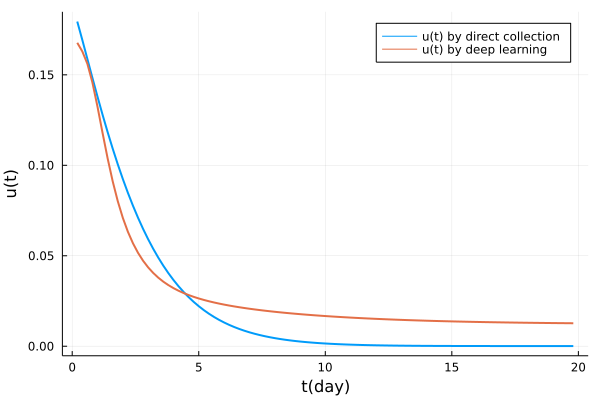 u(t) by direct collection
u(t) by deep learning
0.15
0.10
0.05
0.00
u(t)
0 5 10 15 20
t(day)